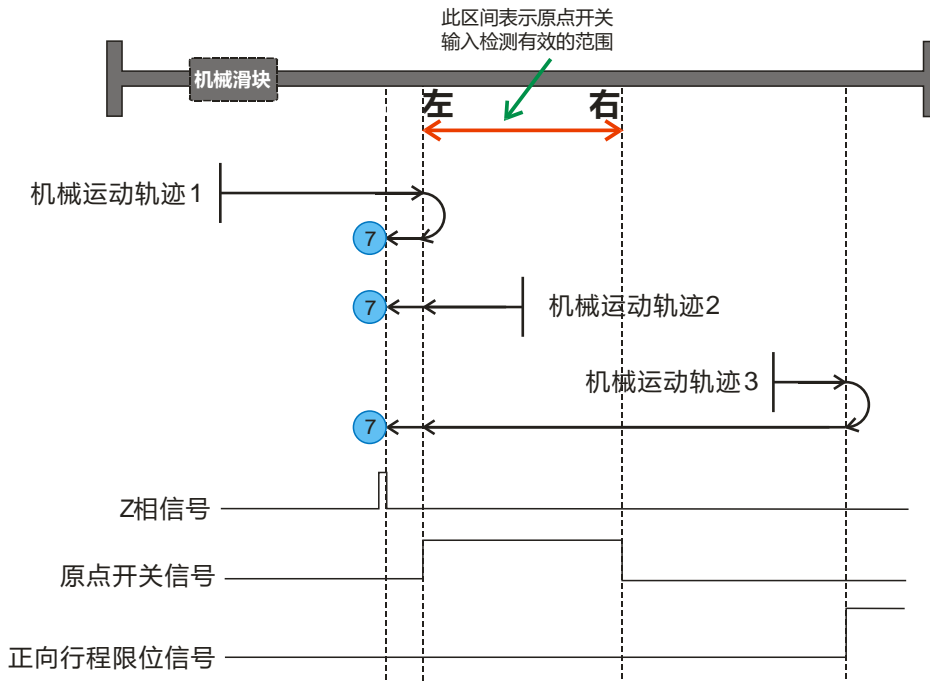 此区间表示原点开关
输入检测有效的范围
机械滑块
左
右
机械运动轨迹1
7
7
机械运动轨迹2
机械运动轨迹3
7
Z相信号
原点开关信号
正向行程限位信号